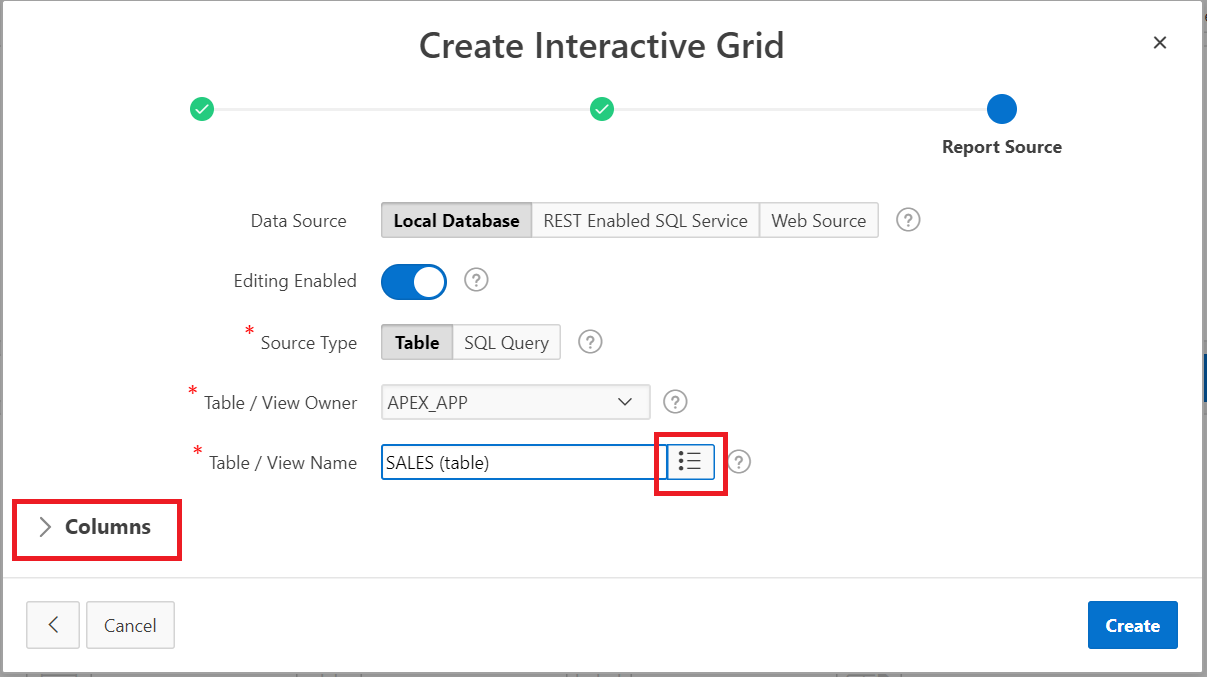 Create Interactive Grid
Report Source
Data Source Local Database REST Enabled SQL Service Web Source ?
Editing Enabled ?
* Source Type Table SQL Query ?
* Table / View Owner APEX_APP ?
* Table / View Name SALES (table) ?
Columns
Cancel Create